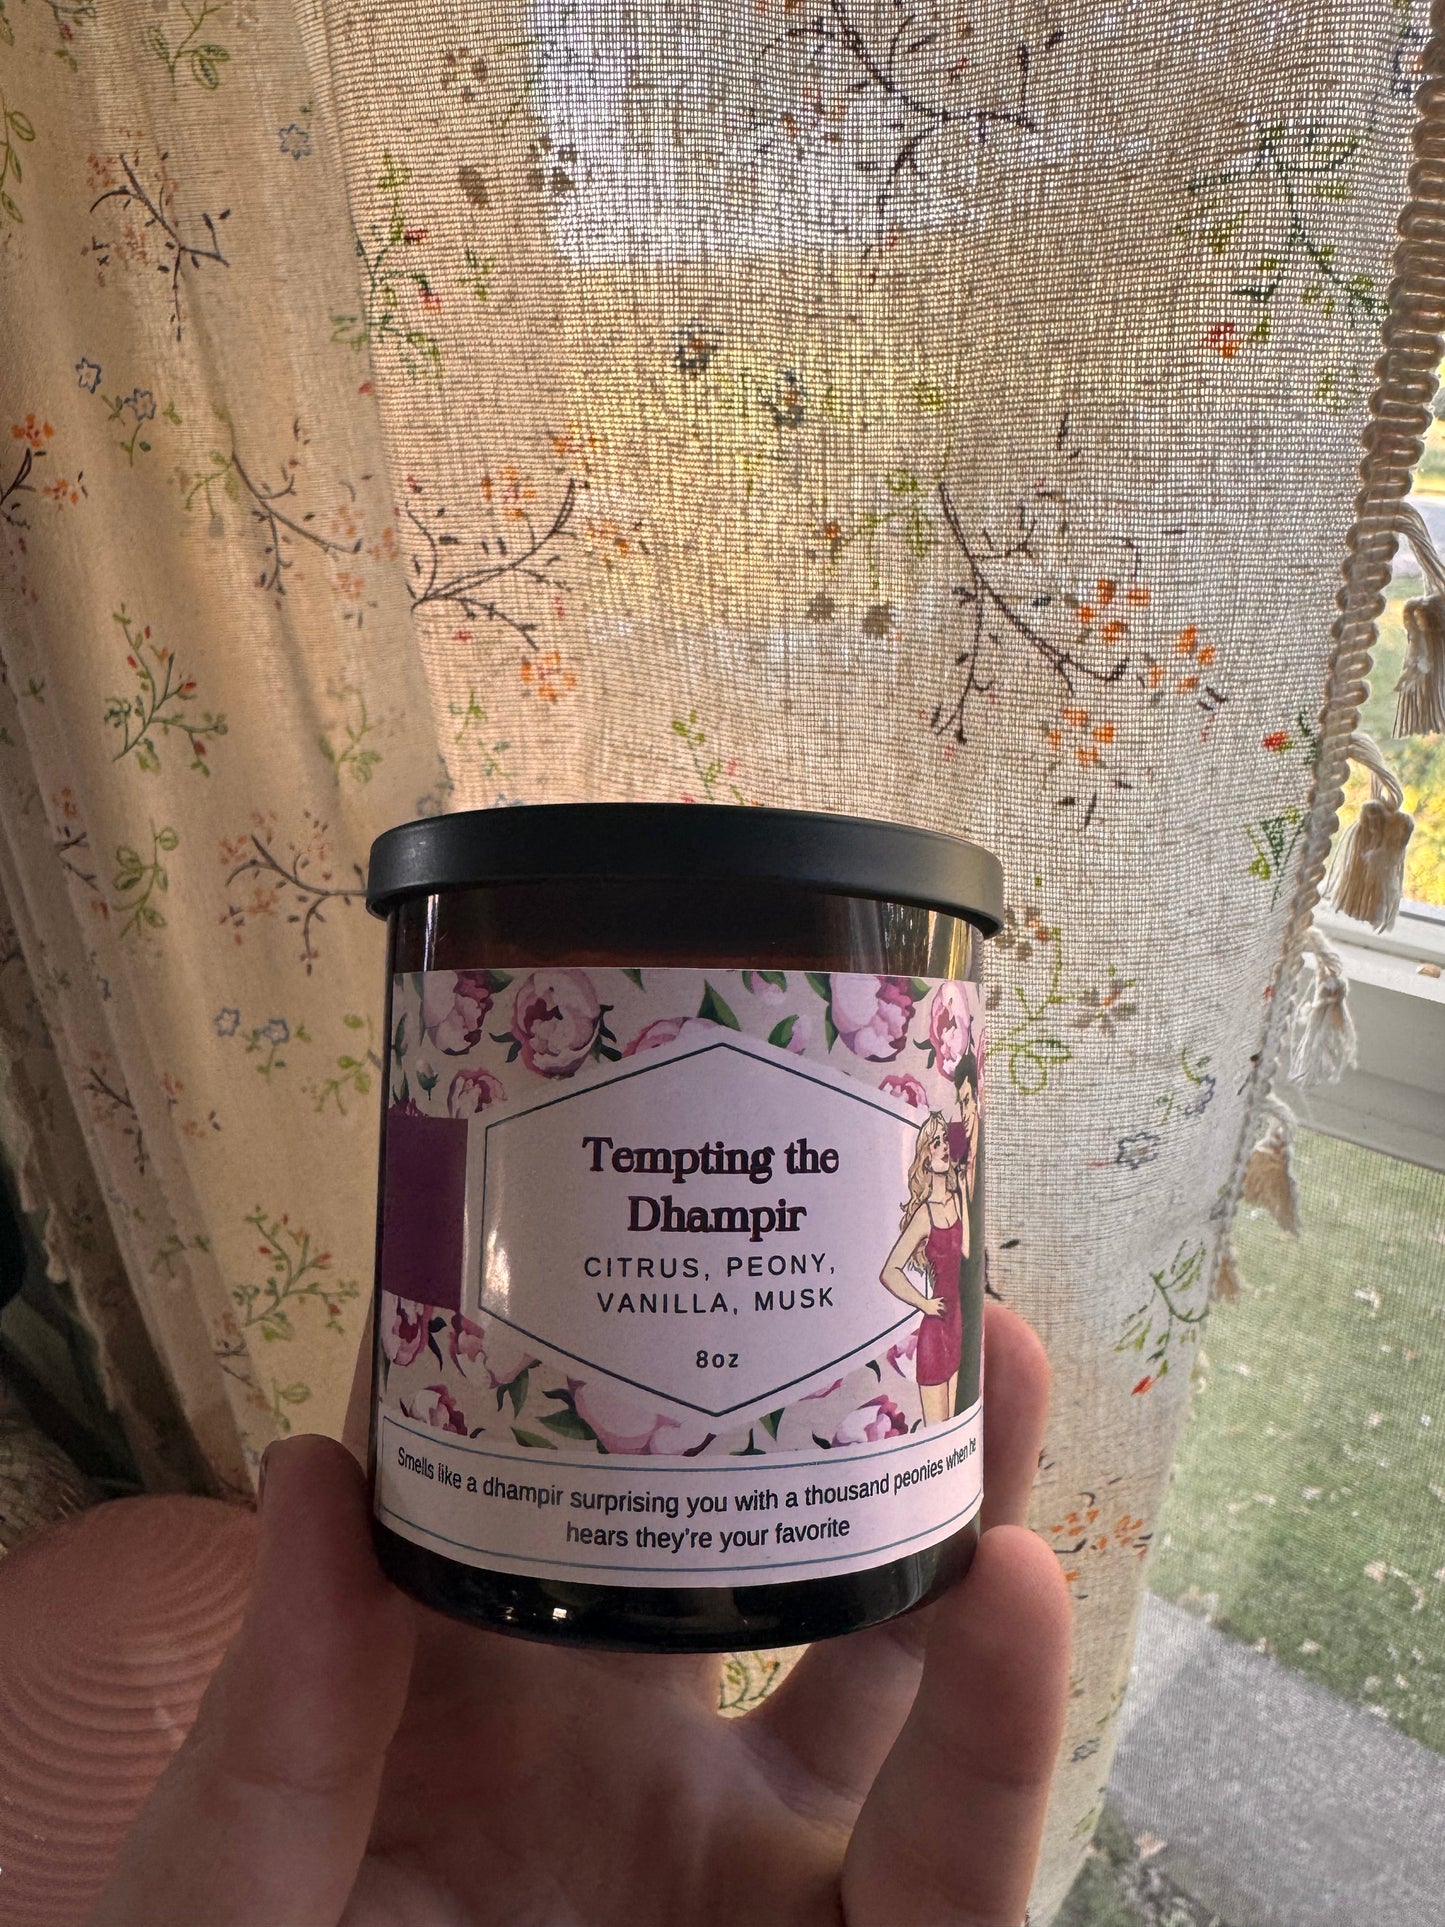 Tempting the
Dhampir
CITRUS, PEONY,
VANILLA, MUSK
8oz
Smells like a dhampir surprising you with a thousand peonies when he
hears they're your favorite